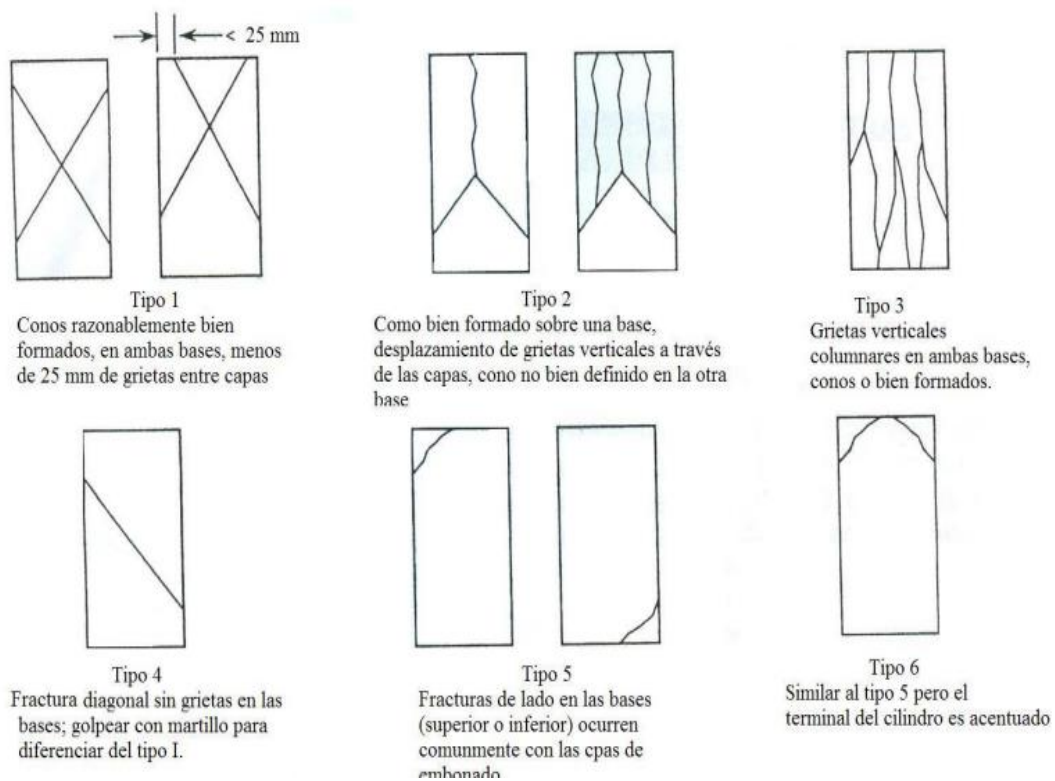 < 25 mm
Tipo 1
Conos razonablemente bien
formados, en ambas bases, menos
de 25 mm de grietas entre capas
Tipo 2
Como bien formado sobre una base,
desplazamiento de grietas verticales a través
de las capas, cono no bien definido en la otra
base
Tipo 3
Grietas verticales
columnares en ambas bases,
conos o bien formados.
Tipo 4
Fractura diagonal sin grietas en las
bases; golpear con martillo para
diferenciar del tipo I.
Tipo 5
Fracturas de lado en las bases
(superior o inferior) ocurren
comunmente con las cpas de
embonado
Tipo 6
Similar al tipo 5 pero el
terminal del cilindro es acentuado